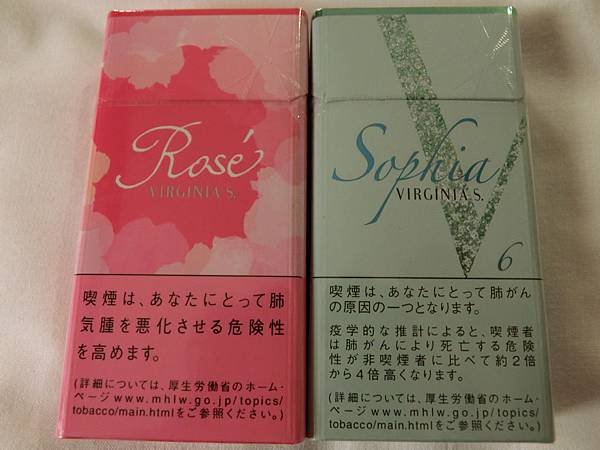 Rosé
VIRGINIA S.
喫煙は、あなたにとって肺
気腫を悪化させる危険性
を高めます。
(詳細については、厚生労働省のホーム・
ページ www.mhlw.go.jp/topics/
tobacco/main.htmlをご参照ください。)
Sophia
VIRGINIA S.
6
喫煙は、あなたにとって肺がん
の原因の一つとなります。
疫学的な推計によると、喫煙者
は肺がんにより死亡する危険
性が非喫煙者に比べて約2倍
から4倍高くなります。
(詳細については、厚生労働省のホーム・
ページ www.mhlw.go.jp/topics/
tobacco/main.htmlをご参照ください。)